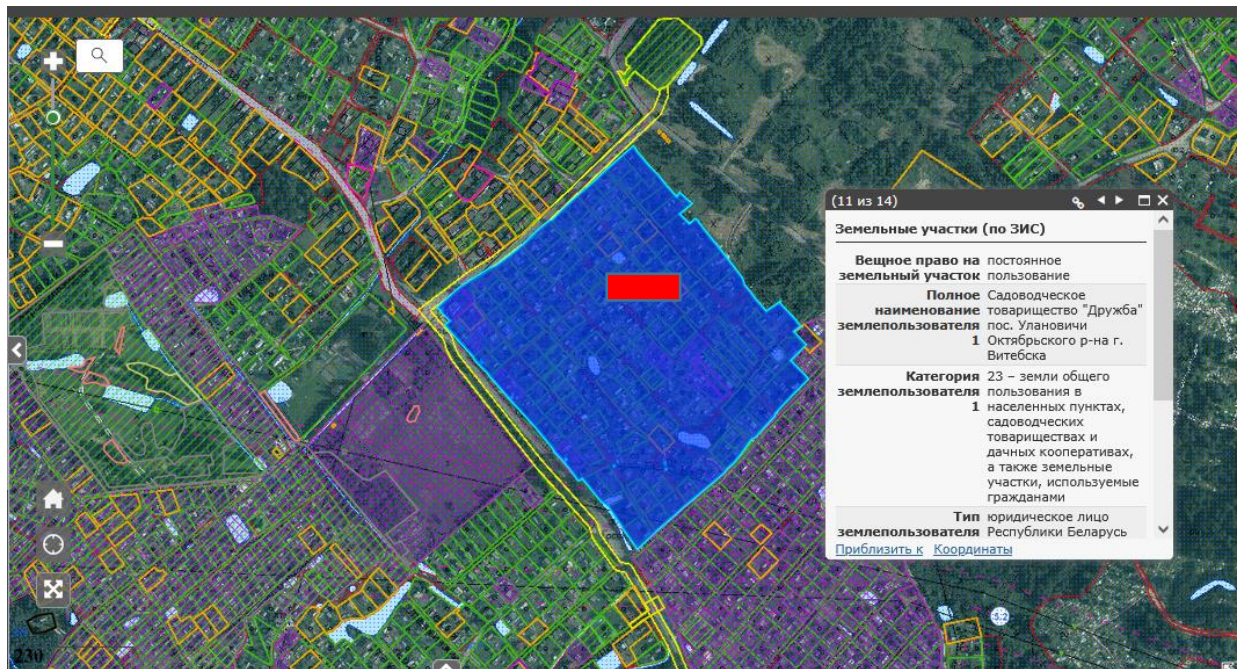 (11 из 14)
Земельные участки (по ЗИС)
Вещное право на постоянное
земельный участок пользование
Полное Садоводческое
наименование товарищество "Дружба"
землепользователя пос. Улановичи
1 Октябрьского р-на г.
Витебска
Категория 23 – земли общего
землепользователя пользования в
1 населенных пунктах,
садоводческих
товариществах и
дачных кооперативах,
а также земельные
участки, используемые
гражданами
Тип юридическое лицо
землепользователя Республики Беларусь
Приблизить к Координаты
5.2
230